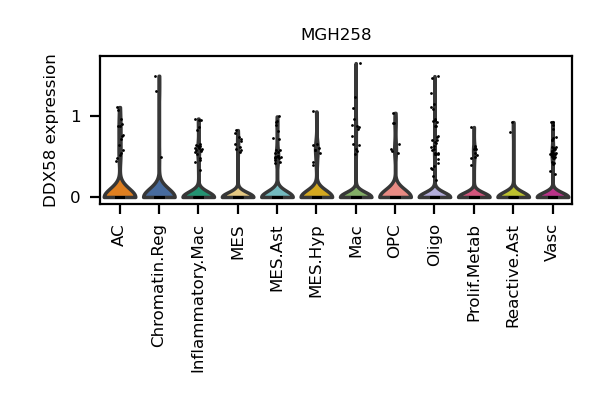 MGH258
DDX58 expression
1
0
AC
Chromatin.Reg
Inflammatory.Mac
MES
MES.Ast
MES.Hyp
Mac
OPC
Oligo
Prolif.Metab
Reactive.Ast
Vasc